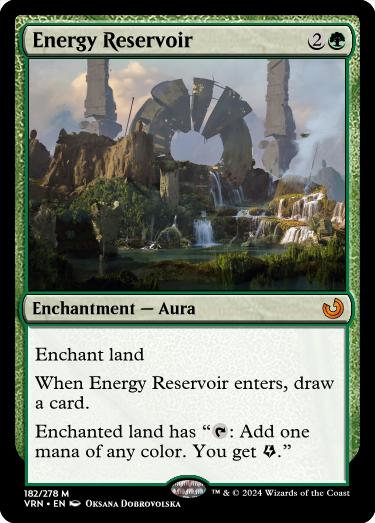 Energy Reservoir 2
Enchantment — Aura
Enchant land
When Energy Reservoir enters, draw
a card.
Enchanted land has “: Add one
mana of any color. You get .”
182/278 M
VRN • EN OKSANA DOBROVOLSKA
™ & © 2024 Wizards of the Coast